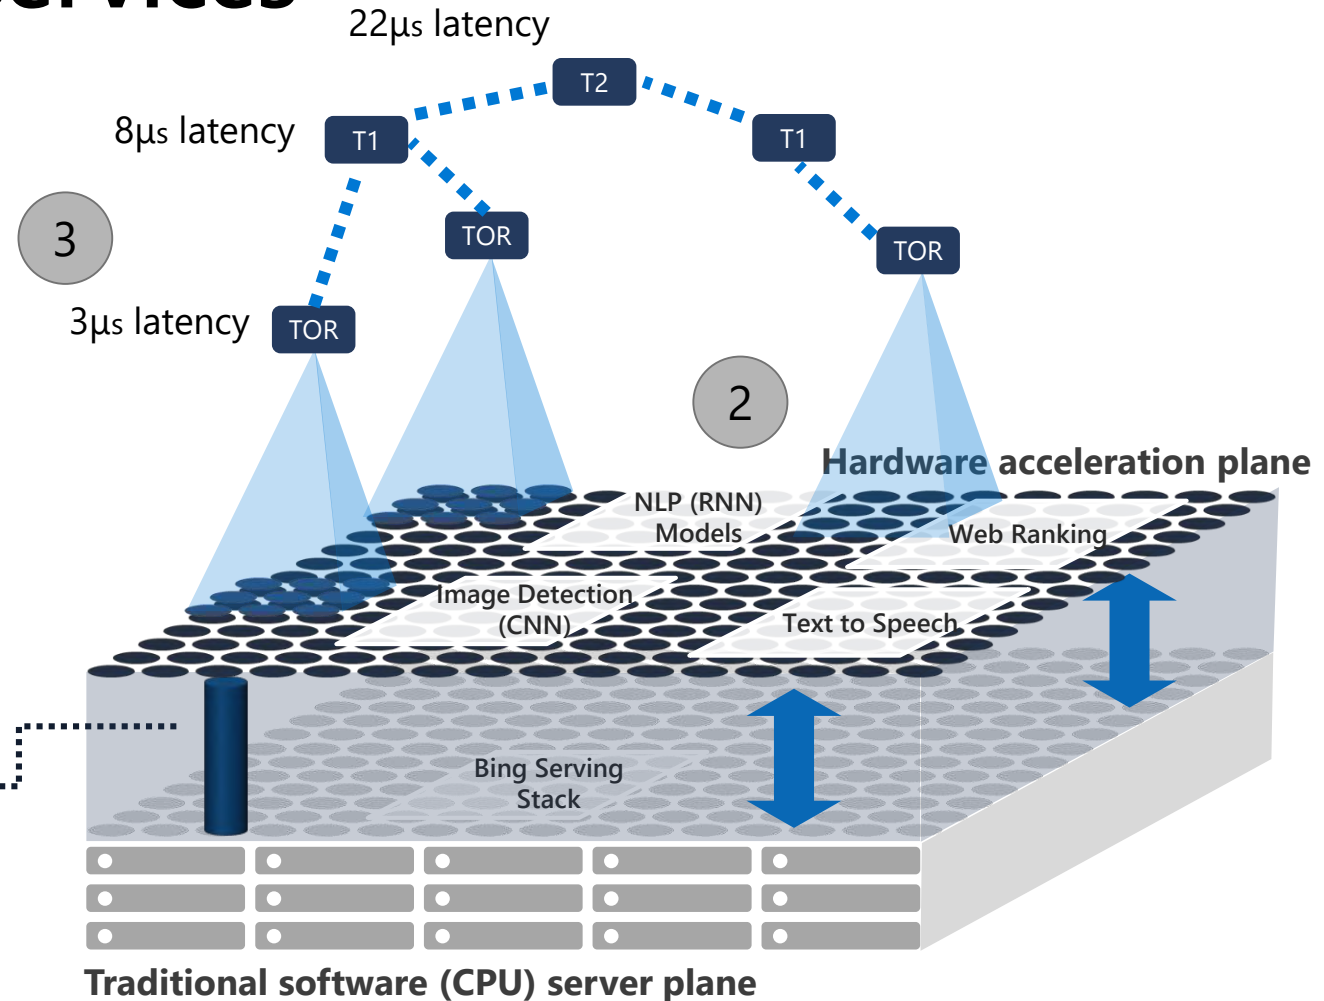 ervices
22µs latency
T2
8µs latency
T1
T1
3
TOR
TOR
3µs latency
TOR
2
Hardware acceleration plane
NLP (RNN)
Models
Web Ranking
Image Detection
(CNN)
Text to Speech
Bing Serving
Stack
Traditional software (CPU) server plane